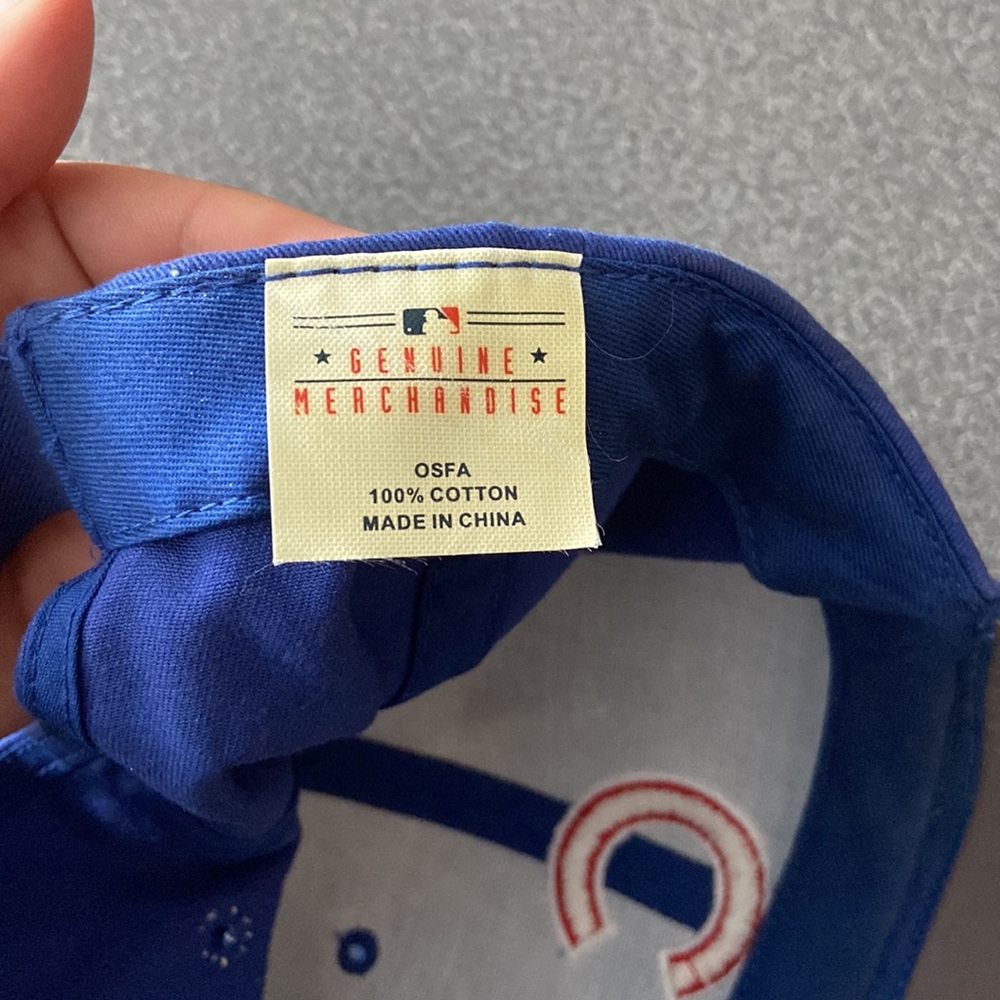 GENUINE
MERCHANDISE
OSFA
100% COTTON
MADE IN CHINA